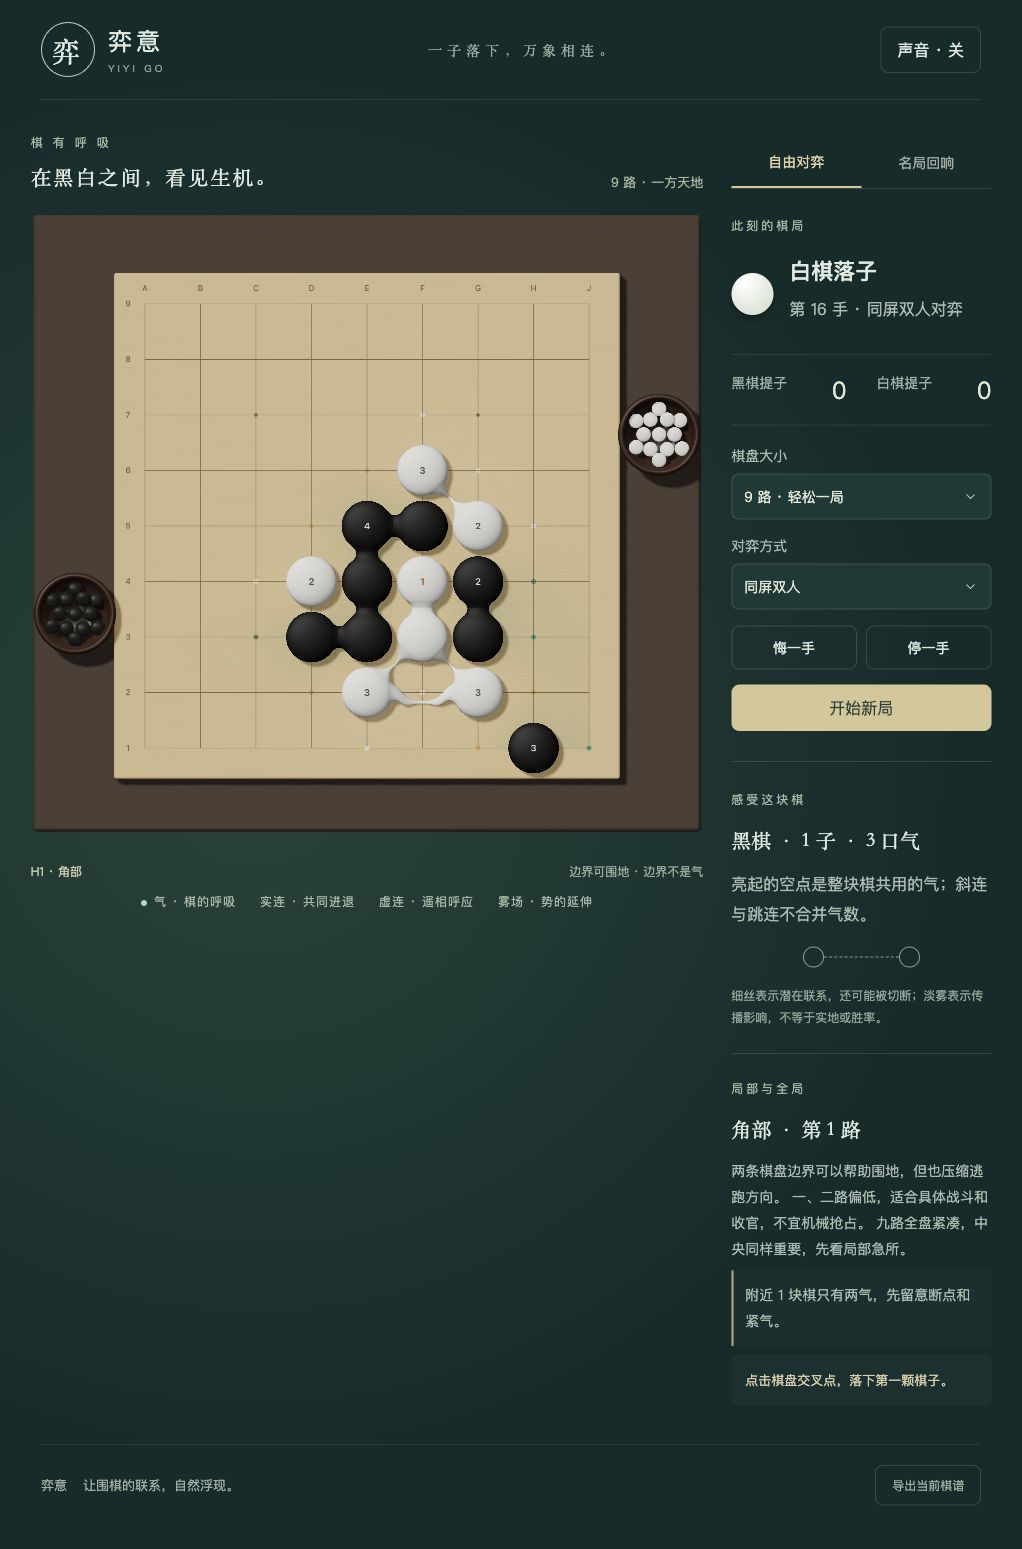 弈
弈意
YIYI GO
一子落下，万象相连。
声音 · 关
棋有呼吸
在黑白之间，看见生机。
9 路 · 一方天地
自由对弈
名局回响
此刻的棋局
白棋落子
第 16 手 · 同屏双人对弈
黑棋提子 0 白棋提子 0
棋盘大小
9 路 · 轻松一局
对弈方式
同屏双人
悔一手 停一手
开始新局
A B C D E F G H J
9
8
7
6 3
5 4 2
4 2 1 2
3
2 3 3
1 3
H1 · 角部
边界可围地 · 边界不是气
气 · 棋的呼吸 实连 · 共同进退 虚连 · 遥相呼应 雾场 · 势的延伸
感受这块棋
黑棋 · 1 子 · 3 口气
亮起的空点是整块棋共用的气；斜连
与跳连不合并气数。
细丝表示潜在联系，还可能被切断；淡雾表示传
播影响，不等于实地或胜率。
局部与全局
角部 · 第 1 路
两条棋盘边界可以帮助围地，但也压缩逃
跑方向。 一、二路偏低，适合具体战斗和
收官，不宜机械抢占。 九路全盘紧凑，中
央同样重要，先看局部急所。
附近 1 块棋只有两气，先留意断点和
紧气。
点击棋盘交叉点，落下第一颗棋子。
弈意 让围棋的联系，自然浮现。
导出当前棋谱